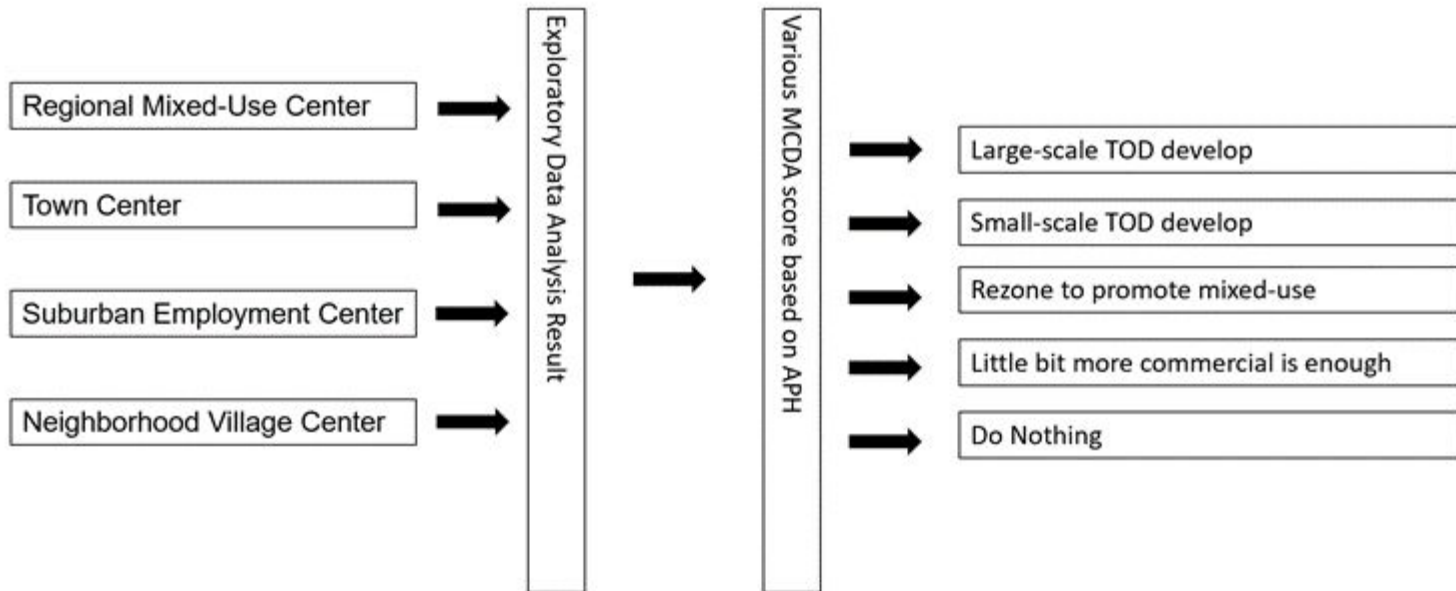 Regional Mixed-Use Center
Town Center
Suburban Employment Center
Neighborhood Village Center
Exploratory Data Analysis Result
Various MCDA score based on APH
Large-scale TOD develop
Small-scale TOD develop
Rezone to promote mixed-use
Little bit more commercial is enough
Do Nothing